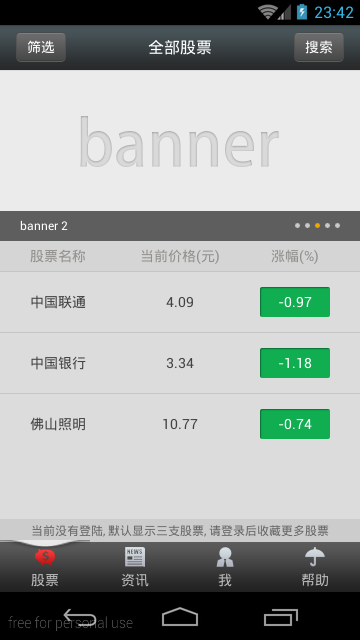 23:42
筛选 全部股票 搜索
banner
banner 2
股票名称 当前价格(元) 涨幅(%)
中国联通 4.09 -0.97
中国银行 3.34 -1.18
佛山照明 10.77 -0.74
当前没有登陆, 默认显示三支股票, 请登录后收藏更多股票
NEWS
股票 资讯 我 帮助
free for personal use